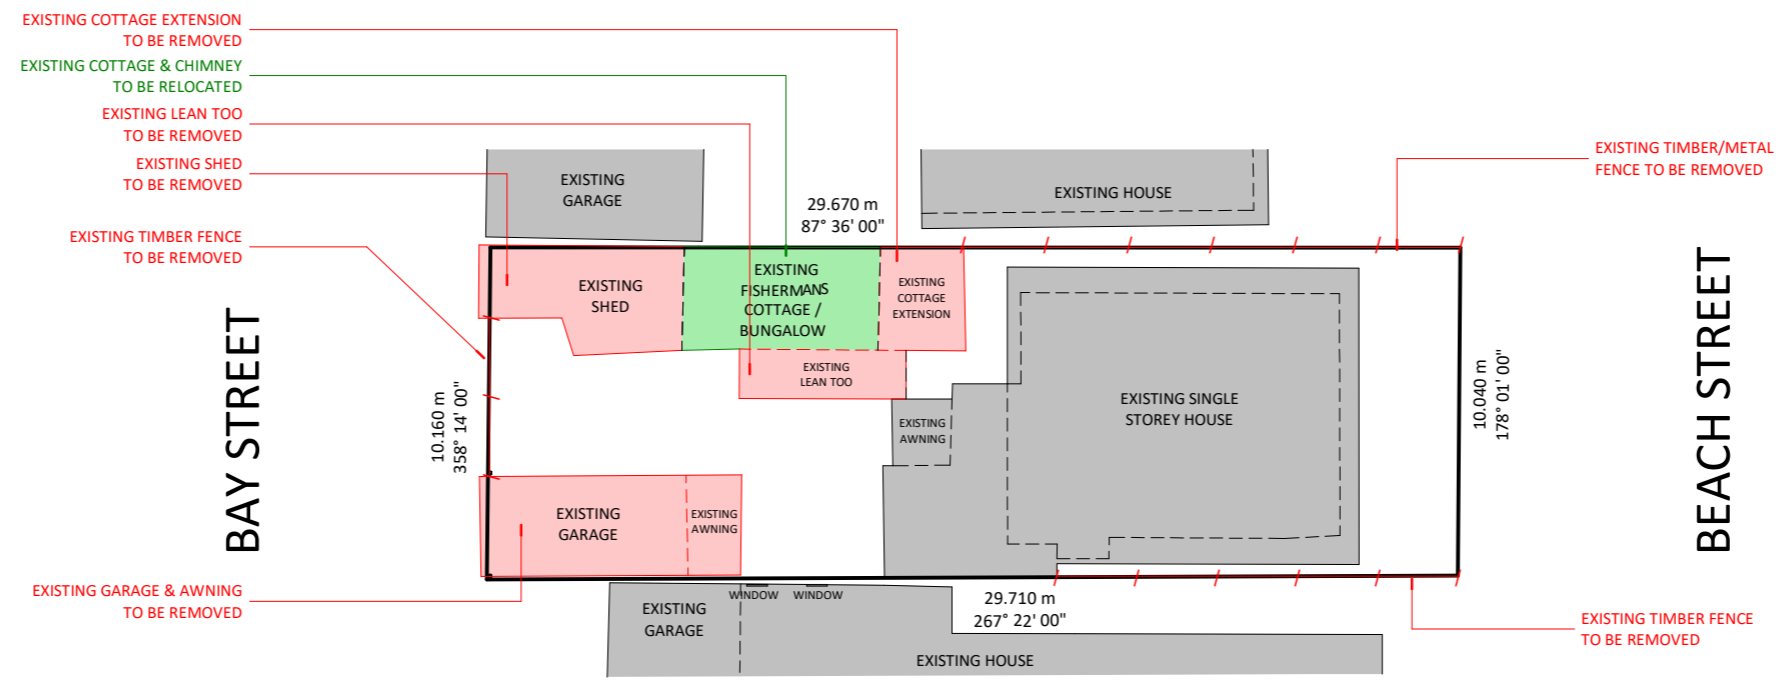 EXISTING COTTAGE EXTENSION
TO BE REMOVED
EXISTING COTTAGE & CHIMNEY
TO BE RELOCATED
EXISTING LEAN TOO
TO BE REMOVED
EXISTING SHED
TO BE REMOVED
EXISTING TIMBER FENCE
TO BE REMOVED
EXISTING GARAGE & AWNING
TO BE REMOVED
BAY STREET
10.160 m
358° 14' 00"
EXISTING
GARAGE
29.670 m
87° 36' 00"
EXISTING HOUSE
EXISTING
SHED
EXISTING
FISHERMANS
COTTAGE /
BUNGALOW
EXISTING
COTTAGE
EXTENSION
EXISTING
LEAN TOO
EXISTING
AWNING
EXISTING SINGLE
STOREY HOUSE
EXISTING
GARAGE
EXISTING
AWNING
WINDOW
WINDOW
EXISTING
GARAGE
29.710 m
267° 22' 00"
EXISTING HOUSE
EXISTING TIMBER/METAL
FENCE TO BE REMOVED
10.040 m
178° 01' 00"
BEACH STREET
EXISTING TIMBER FENCE
TO BE REMOVED